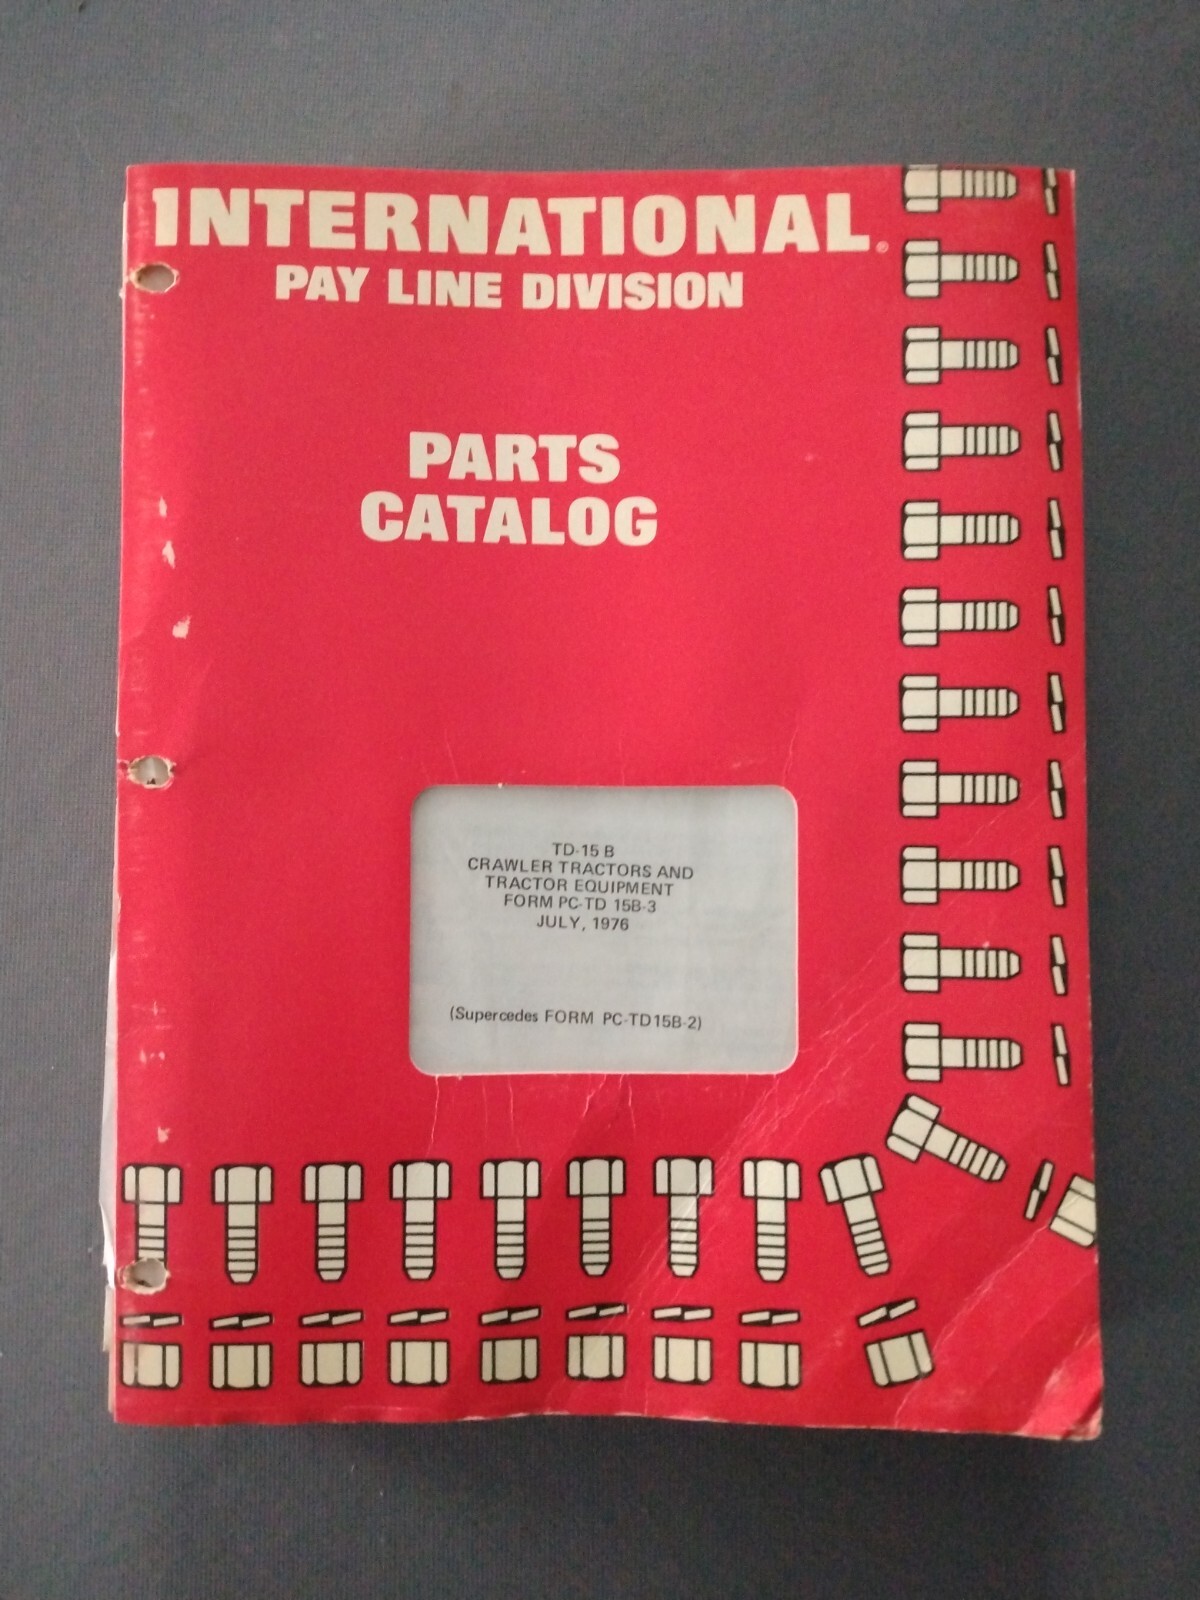 INTERNATIONAL®
PAY LINE DIVISION
PARTS
CATALOG
TD-15 B
CRAWLER TRACTORS AND
TRACTOR EQUIPMENT
FORM PC-TD 15B-3
JULY, 1976
(Supercedes FORM PC-TD15B-2)